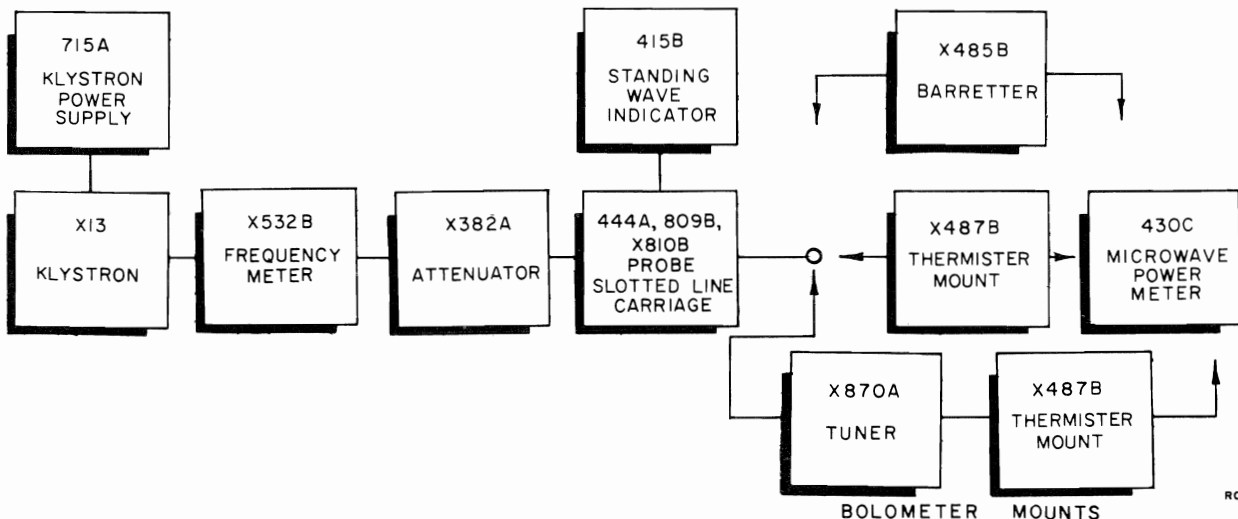 715A
KLYSTRON
POWER
SUPPLY
415B
STANDING
WAVE
INDICATOR
X485B
BARRETTER
X13
KLYSTRON
X532B
FREQUENCY
METER
X382A
ATTENUATOR
444A, 809B,
X810B
PROBE
SLOTTED LINE
CARRIAGE
X487B
THERMISTER
MOUNT
430C
MICROWAVE
POWER
METER
X870A
TUNER
X487B
THERMISTER
MOUNT
BOLOMETER MOUNTS